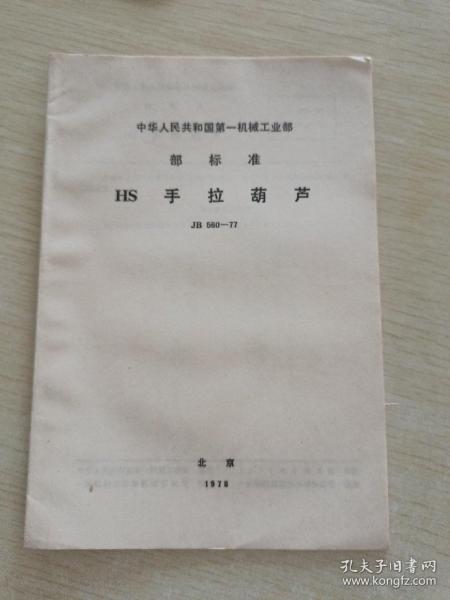 中华人民共和国第一机械工业部
部标准
HS 手拉葫芦
JB 560—77
北京
1978
孔夫子旧书网
www.kongfz.com